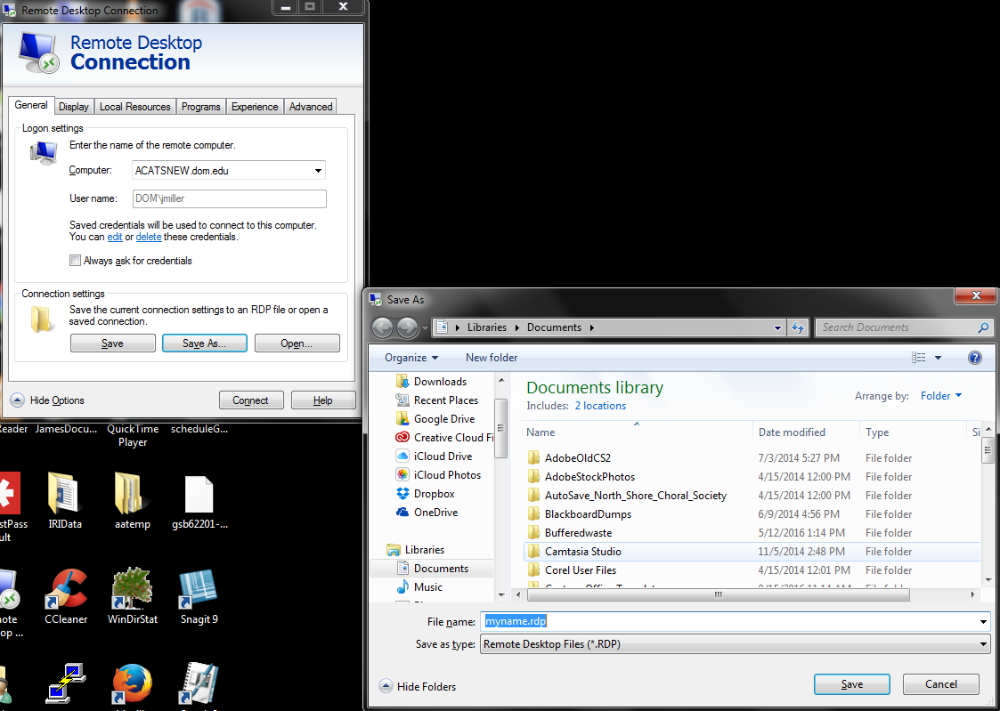 Remote Desktop Connection
Remote Desktop
Connection
General Display Local Resources Programs Experience Advanced
Logon settings
Enter the name of the remote computer.
Computer: ACATSNEW.dom.edu
User name: DOM\jmiller
Saved credentials will be used to connect to this computer.
You can edit or delete these credentials.
Always ask for credentials
Connection settings
Save the current connection settings to an RDP file or open a
saved connection.
Save Save As... Open...
Hide Options Connect Help
Reader JamesDocu... QuickTime Player scheduleG...
stPass
ult
IRIData
aatemp
gsb62201-...
note
op ...
CCleaner
WinDirStat
Snagit 9
Save As
Libraries Documents
Search Documents
Organize New folder
Downloads
Recent Places
Google Drive
Creative Cloud Fi
iCloud Drive
iCloud Photos
Dropbox
OneDrive
Libraries
Documents
Music
Documents library
Includes: 2 locations
Arrange by: Folder
Name Date modified Type Si
AdobeOldCS2 7/3/2014 5:27 PM File folder
AdobeStockPhotos 4/15/2014 12:00 PM File folder
AutoSave_North_Shore_Choral_Society 4/15/2014 12:00 PM File folder
BlackboardDumps 6/9/2014 4:56 PM File folder
Bufferedwaste 5/12/2016 1:14 PM File folder
Camtasia Studio 11/5/2014 2:48 PM File folder
Corel User Files 4/15/2014 12:01 PM File folder
File name: myname.rdp
Save as type: Remote Desktop Files (*.RDP)
Hide Folders Save Cancel